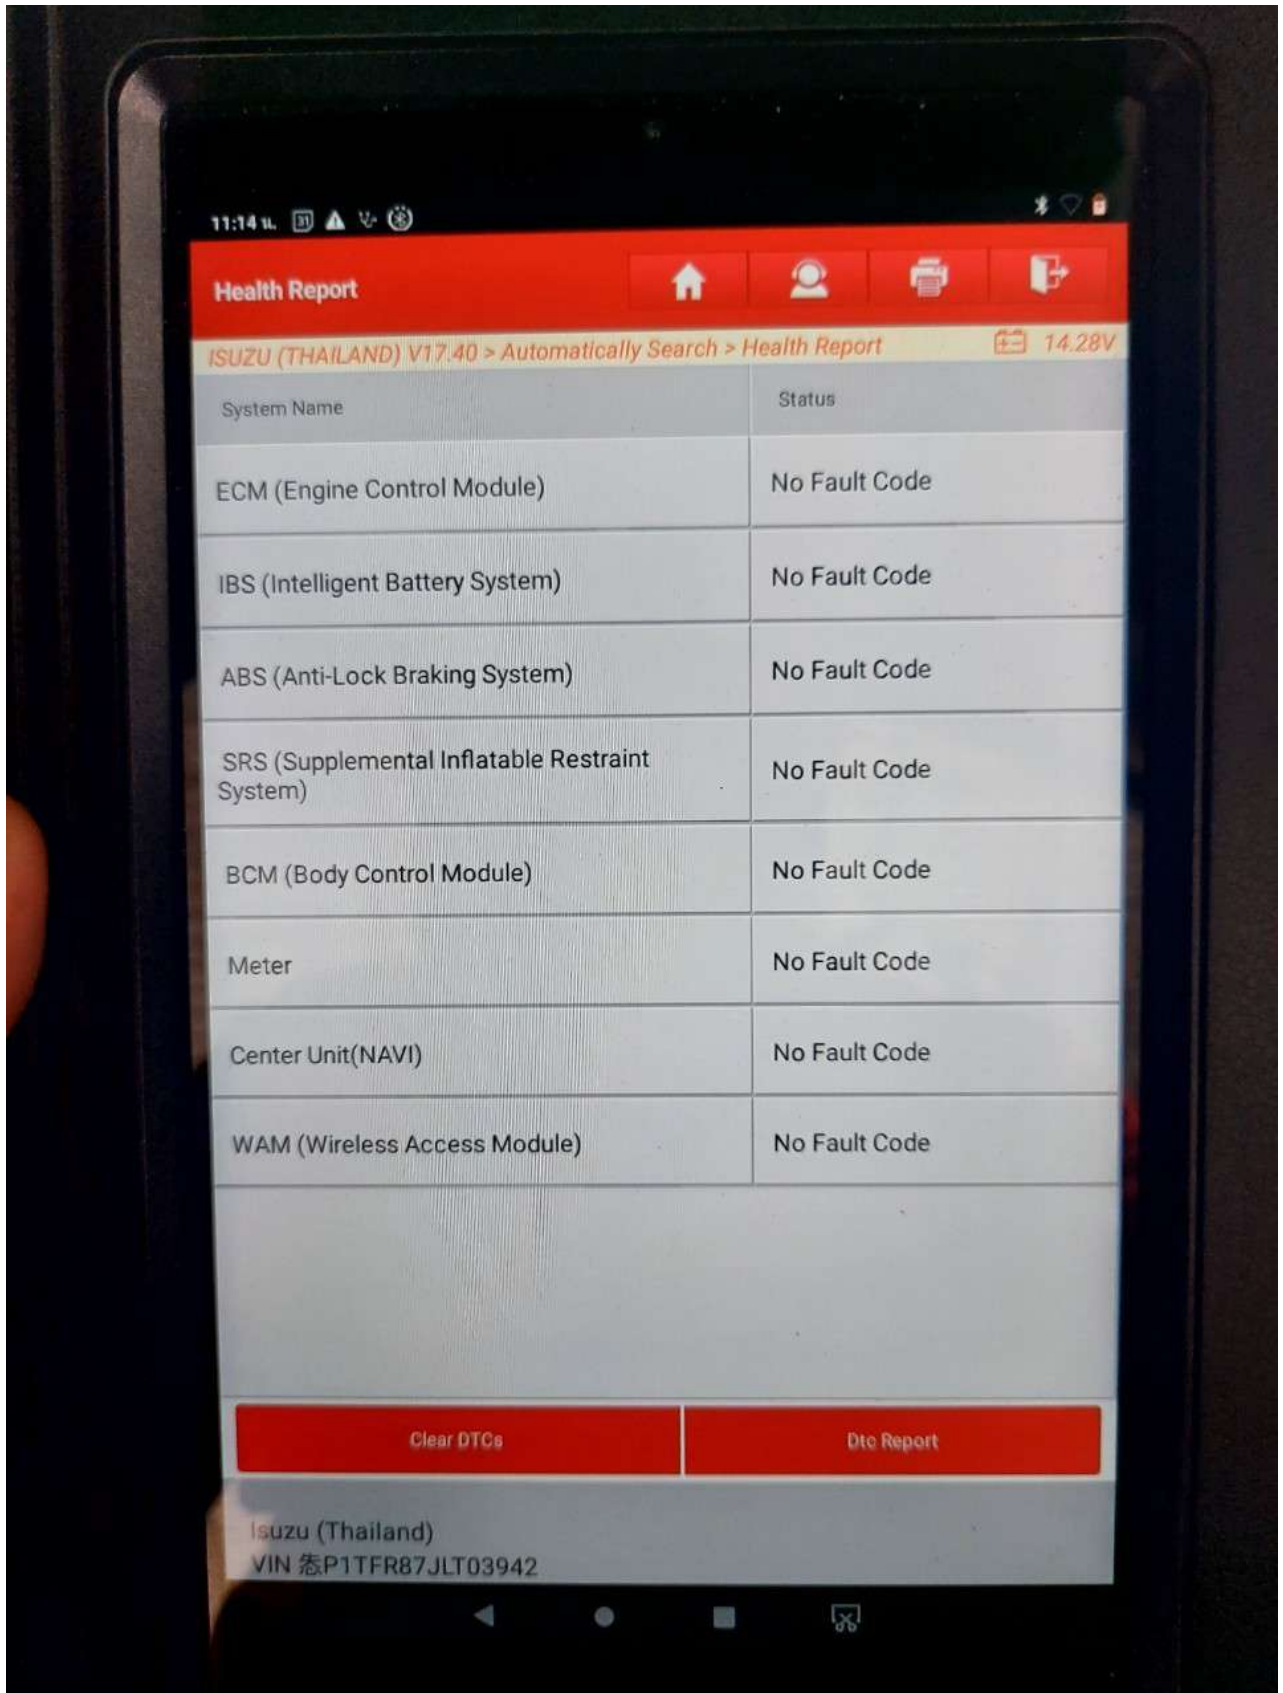 11:14 น.
31
Health Report
ISUZU (THAILAND) V17.40 > Automatically Search > Health Report 14.28V
System Name Status
ECM (Engine Control Module) No Fault Code
IBS (Intelligent Battery System) No Fault Code
ABS (Anti-Lock Braking System) No Fault Code
SRS (Supplemental Inflatable Restraint
System) No Fault Code
BCM (Body Control Module) No Fault Code
Meter No Fault Code
Center Unit(NAVI) No Fault Code
WAM (Wireless Access Module) No Fault Code
Clear DTCs Dtc Report
Isuzu (Thailand)
VIN P1TFR87JLT03942